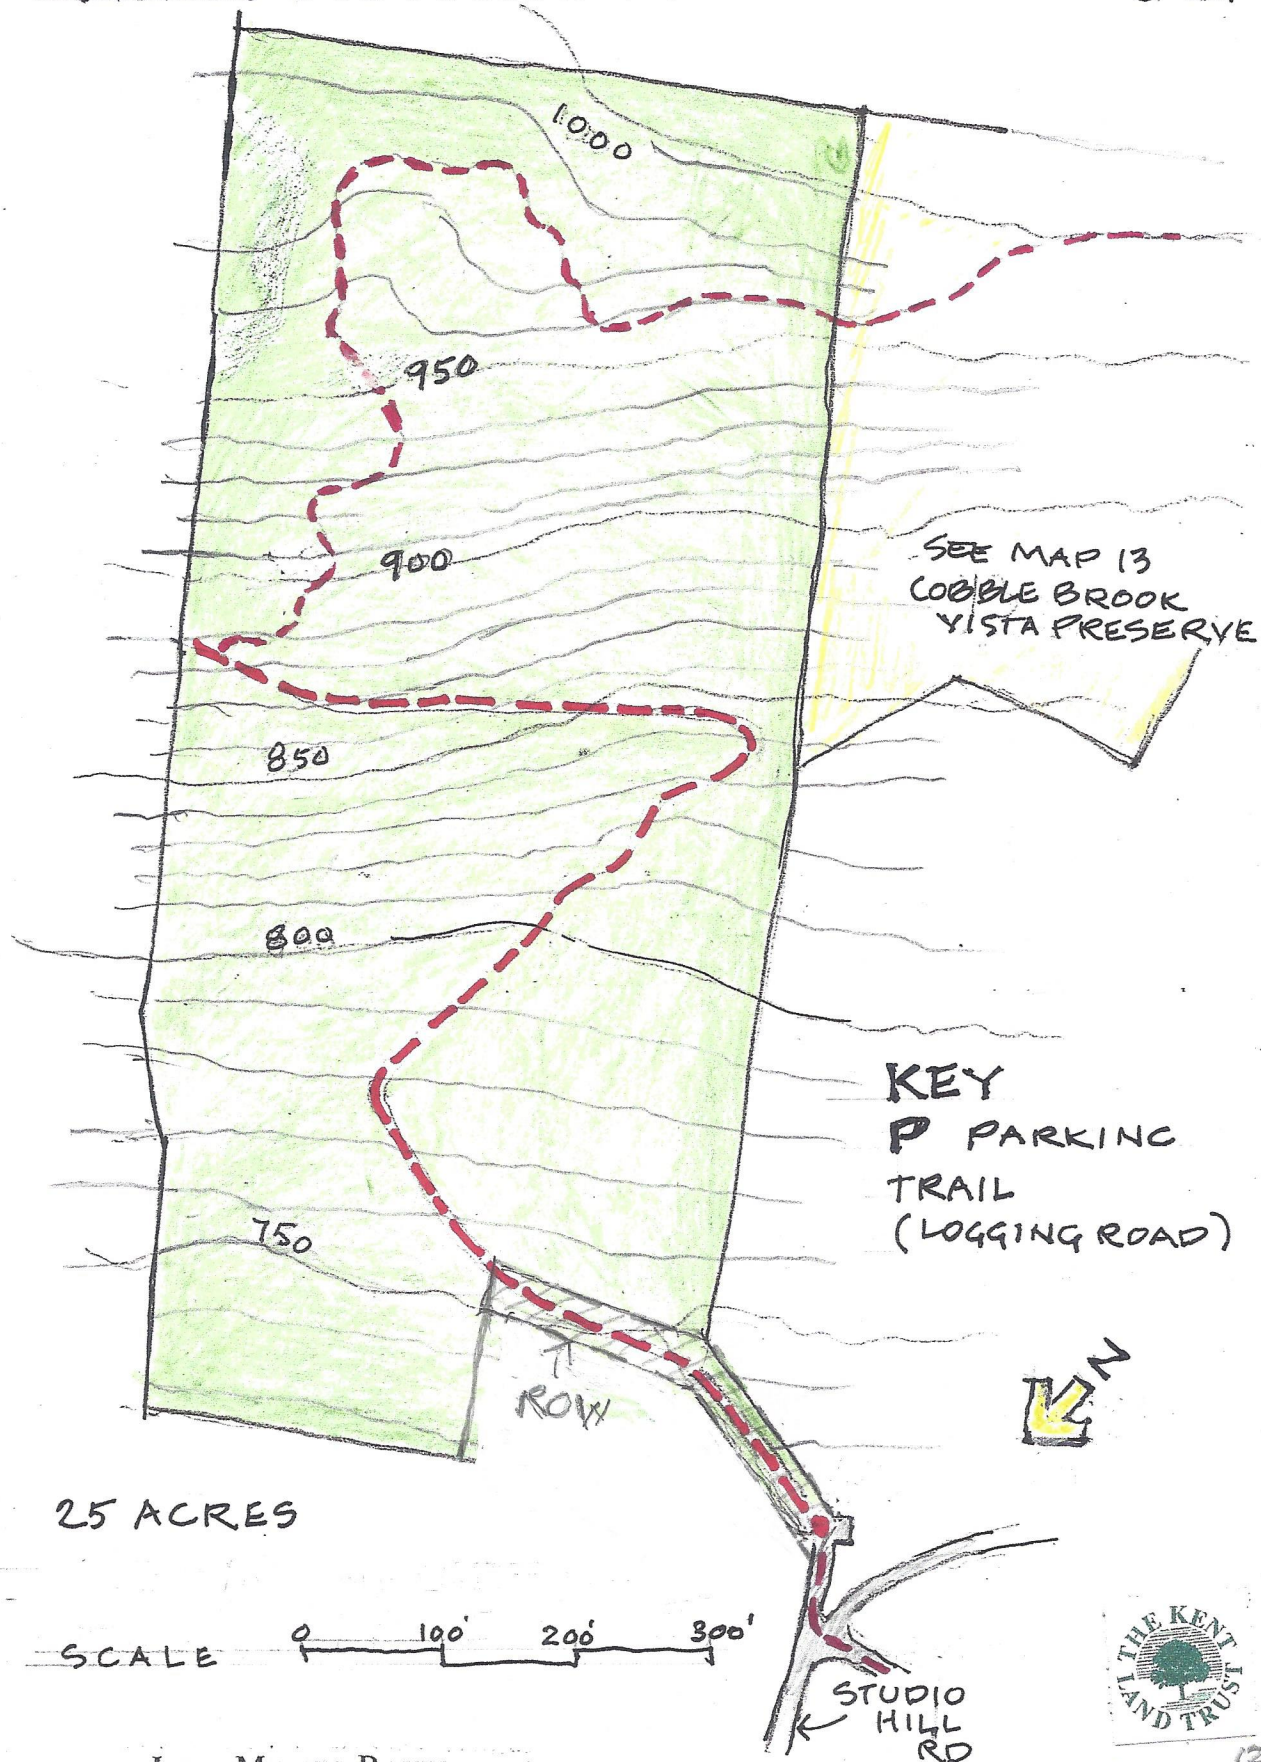 1000
950
900
SEE MAP 13
COBBLE BROOK
VISTA PRESERVE
850
800
KEY
P PARKING
TRAIL
(LOGGING ROAD)
750
N
ROW
25 ACRES
SCALE 0 100' 200' 300'
STUDIO
HILL
RD
THE KENT
LAND TRUST